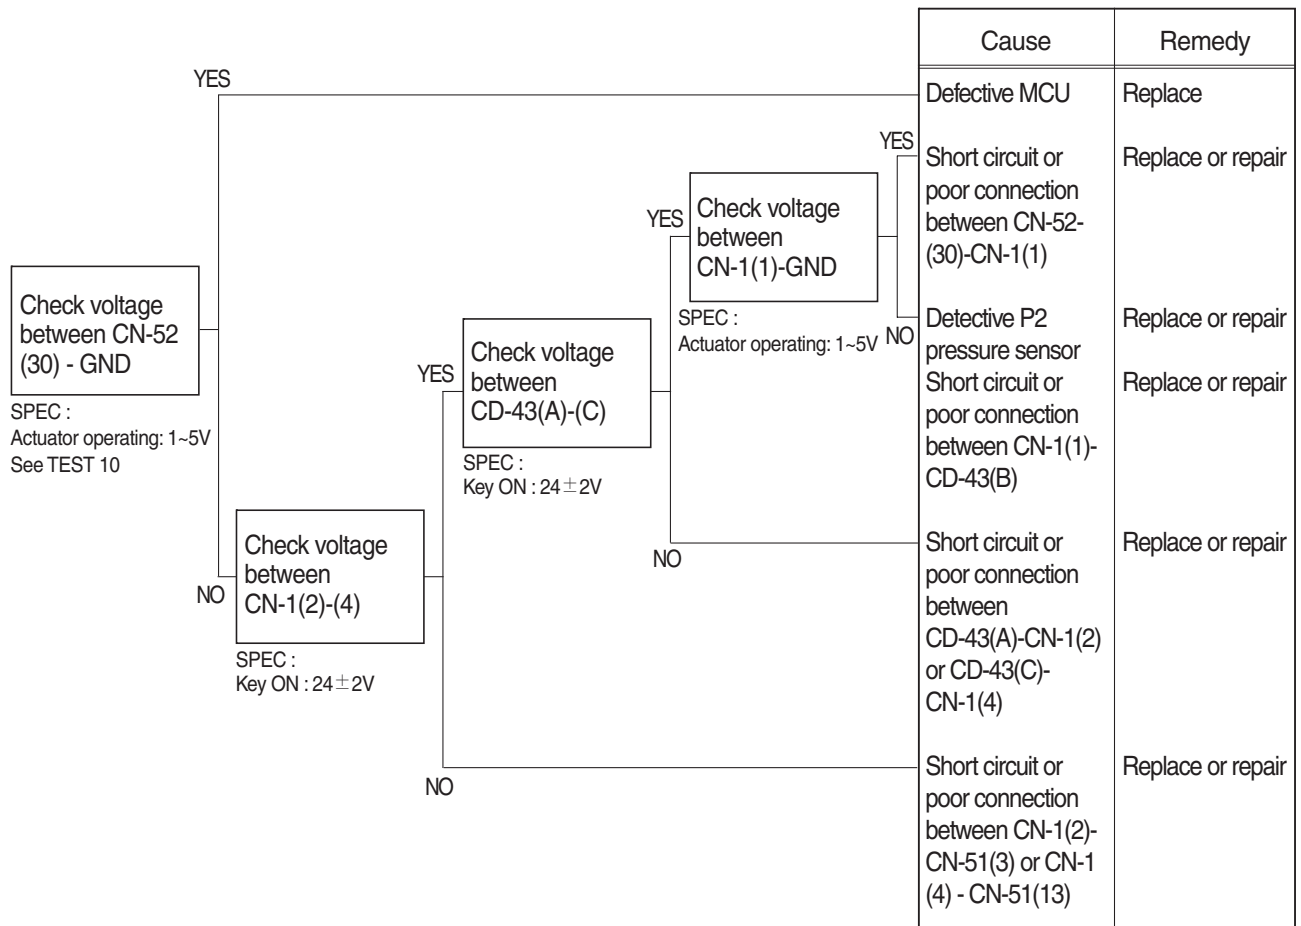 Cause
Remedy
YES
Defective MCU
Replace
YES
Short circuit or
poor connection
between CN-52-
(30)-CN-1(1)
Replace or repair
YES
Check voltage
between
CN-1(1)-GND
SPEC :
Actuator operating: 1~5V
NO
Detective P2
pressure sensor
Replace or repair
Short circuit or
poor connection
between CN-1(1)-
CD-43(B)
Replace or repair
Check voltage
between CN-52
(30) - GND
SPEC :
Actuator operating: 1~5V
See TEST 10
YES
Check voltage
between
CD-43(A)-(C)
SPEC :
Key ON : 24±2V
NO
Short circuit or
poor connection
between
CD-43(A)-CN-1(2)
or CD-43(C)-
CN-1(4)
Replace or repair
NO
Check voltage
between
CN-1(2)-(4)
SPEC :
Key ON : 24±2V
NO
Short circuit or
poor connection
between CN-1(2)-
CN-51(3) or CN-1
(4) - CN-51(13)
Replace or repair